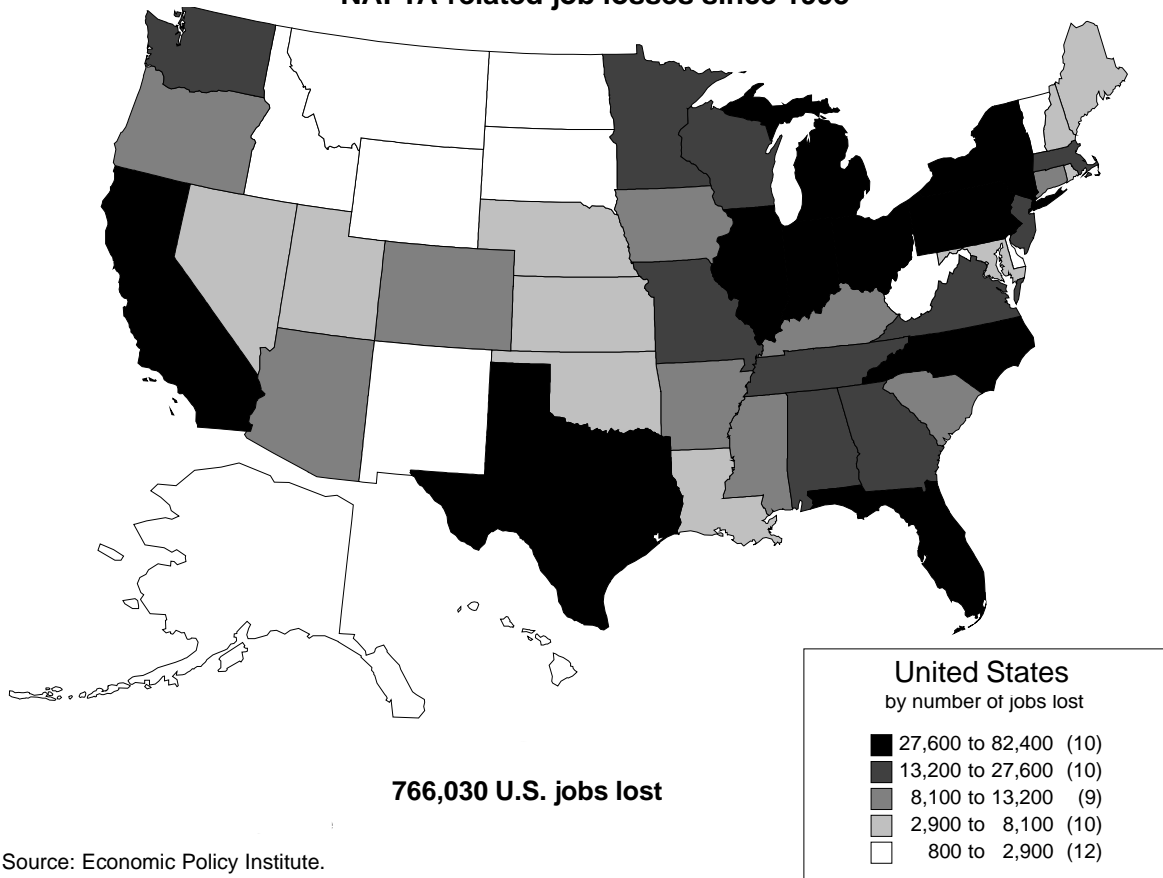 NAFTA-related job losses since 1993
United States
by number of jobs lost
27,600 to 82,400 (10)
13,200 to 27,600 (10)
8,100 to 13,200 (9)
2,900 to 8,100 (10)
800 to 2,900 (12)
766,030 U.S. jobs lost
Source: Economic Policy Institute.